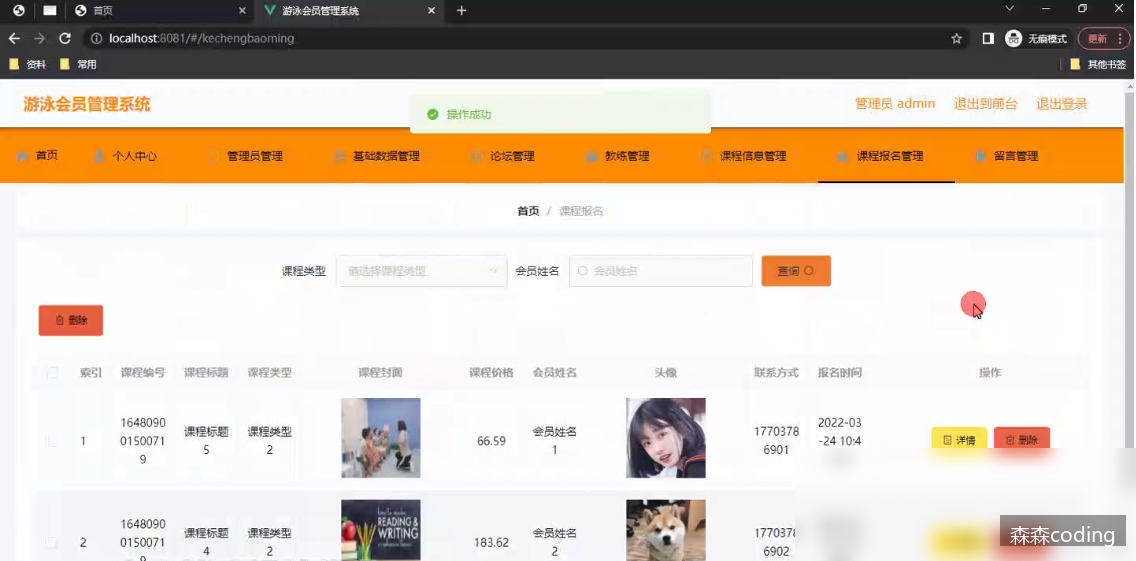 首页
游泳会员管理系统
localhost:8081/#/kechengbaoming
无痕模式
更新
资料
常用
其他书签
游泳会员管理系统
操作成功
管理员 admin
退出到前台
退出登录
首页
个人中心
管理员管理
基础数据管理
论坛管理
教练管理
课程信息管理
课程报名管理
留言管理
首页 / 课程报名
课程类型
请选择课程类型
会员姓名
会员姓名
查询
删除
索引 课程编号 课程标题 课程类型 课程封面 课程价格 会员姓名 头像 联系方式 报名时间 操作
1
1648090
0150071
9
课程标题
5
课程类型
2
66.59
会员姓名
1
1770378
6901
2022-03
-24 10:4
详情
删除
2
1648090
0150071
课程标题
4
课程类型
2
READING &
WRITING
183.62
会员姓名
2
1770378
6902
森森coding